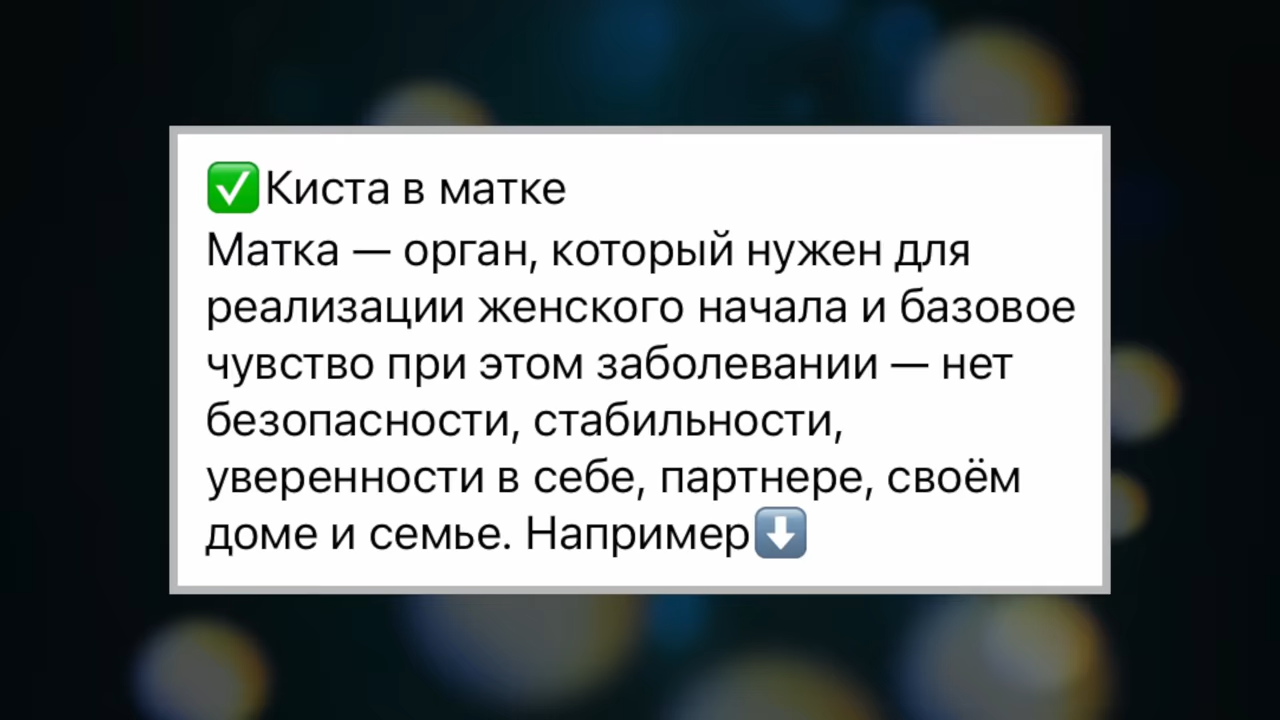 ✅Киста в матке
Матка — орган, который нужен для
реализации женского начала и базовое
чувство при этом заболевании — нет
безопасности, стабильности,
уверенности в себе, партнере, своём
доме и семье. Например⬇️